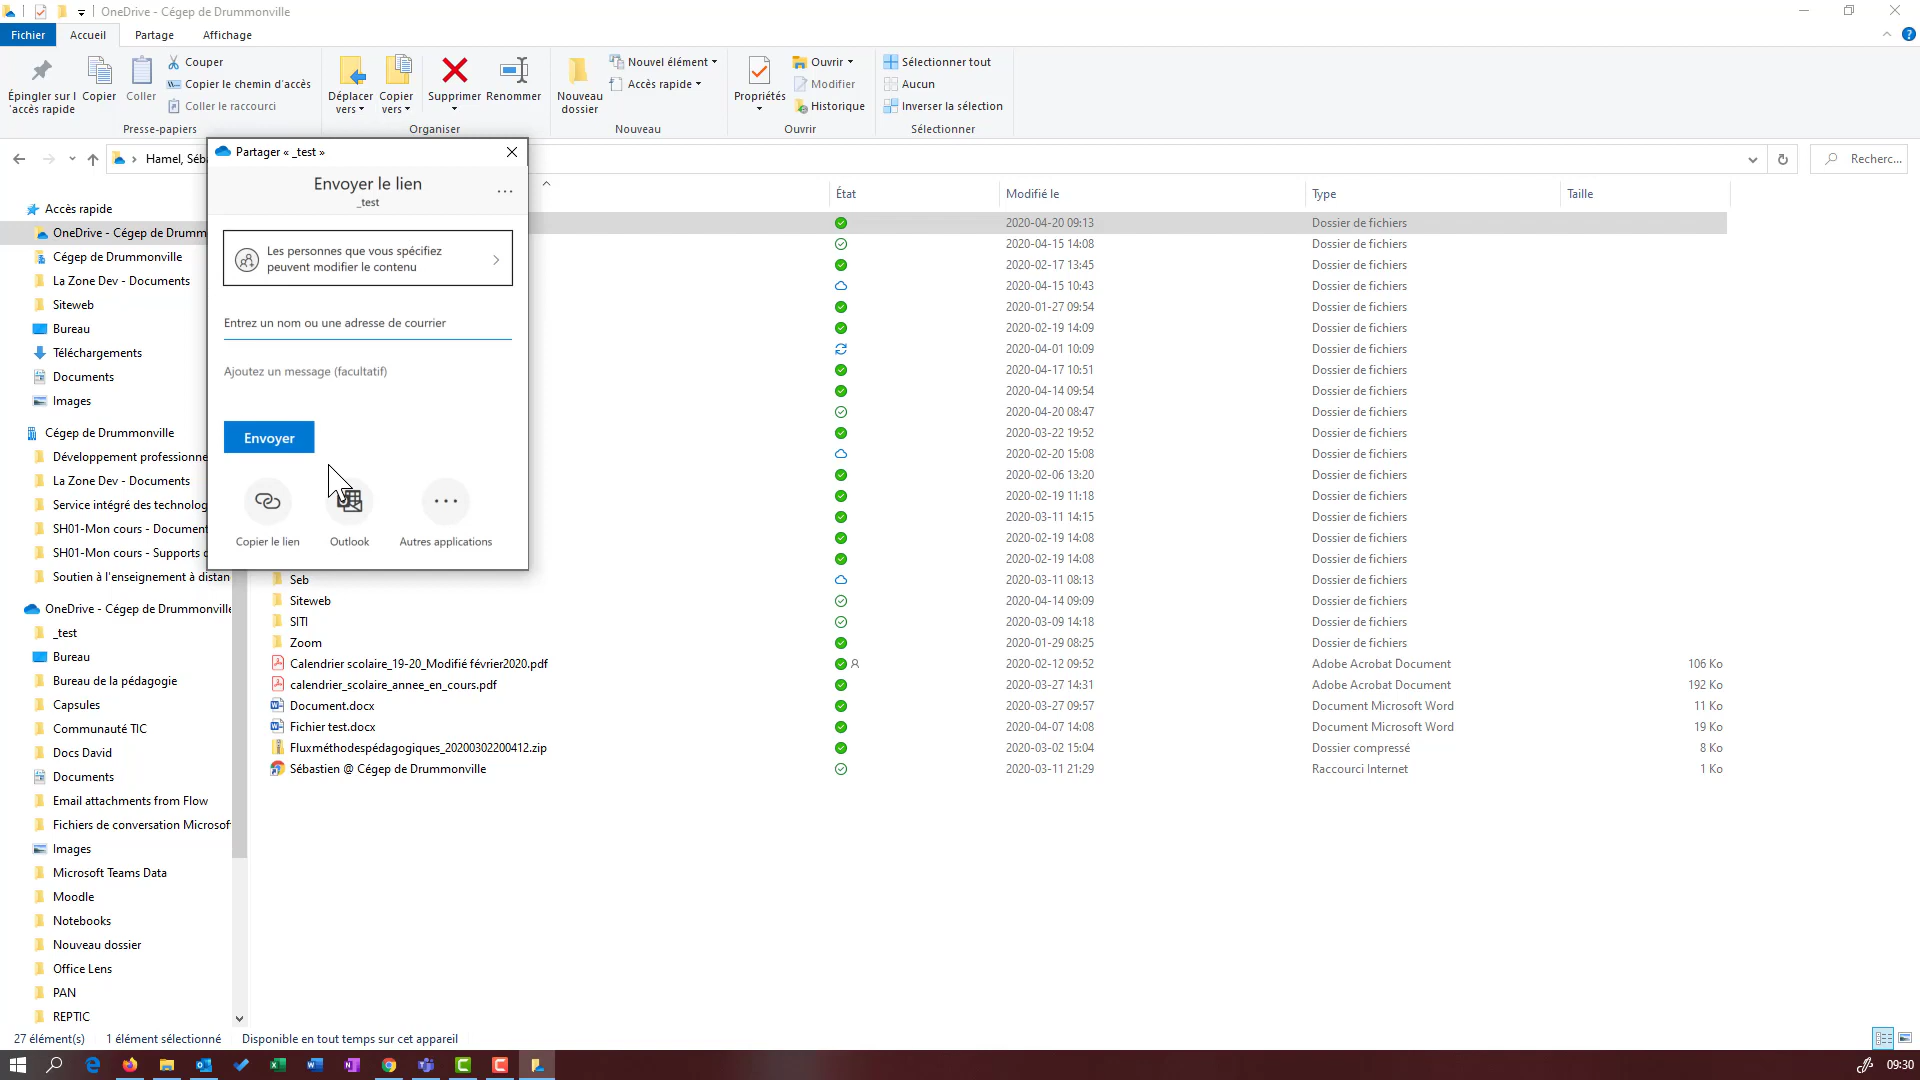 OneDrive - Cégep de Drummondville
Fichier
Accueil
Partage
Affichage
Épingler sur l
'accès rapide
Copier
Coller
Couper
Copier le chemin d'accès
Coller le raccourci
Presse-papiers
Déplacer
vers
Copier
vers
Supprimer
Renommer
Organiser
Nouveau
dossier
Nouvel élément
Accès rapide
Nouveau
Propriétés
Ouvrir
Modifier
Historique
Ouvrir
Sélectionner tout
Aucun
Inverser la sélection
Sélectionner
Hamel, Séb
Recherc...
Partager « _test »
Envoyer le lien
_test
...
Les personnes que vous spécifiez
peuvent modifier le contenu
Entrez un nom ou une adresse de courrier
Ajoutez un message (facultatif)
Envoyer
Copier le lien
Outlook
Autres applications
Accès rapide
OneDrive - Cégep de Drumm
Cégep de Drummondville
La Zone Dev - Documents
Siteweb
Bureau
Téléchargements
Documents
Images
Cégep de Drummondville
Développement professionne
La Zone Dev - Documents
Service intégré des technolog
SH01-Mon cours - Document
SH01-Mon cours - Supports d
Soutien à l'enseignement à distan
OneDrive - Cégep de Drummondville
_test
Bureau
Bureau de la pédagogie
Capsules
Communauté TIC
Docs David
Documents
Email attachments from Flow
Fichiers de conversation Microsof
Images
Microsoft Teams Data
Moodle
Notebooks
Nouveau dossier
Office Lens
PAN
REPTIC
État Modifié le Type Taille
2020-04-20 09:13 Dossier de fichiers
2020-04-15 14:08 Dossier de fichiers
2020-02-17 13:45 Dossier de fichiers
2020-04-15 10:43 Dossier de fichiers
2020-01-27 09:54 Dossier de fichiers
2020-02-19 14:09 Dossier de fichiers
2020-04-01 10:09 Dossier de fichiers
2020-04-17 10:51 Dossier de fichiers
2020-04-14 09:54 Dossier de fichiers
2020-04-20 08:47 Dossier de fichiers
2020-03-22 19:52 Dossier de fichiers
2020-02-20 15:08 Dossier de fichiers
2020-02-06 13:20 Dossier de fichiers
2020-02-19 11:18 Dossier de fichiers
2020-03-11 14:15 Dossier de fichiers
2020-02-19 14:08 Dossier de fichiers
2020-02-19 14:08 Dossier de fichiers
Seb 2020-03-11 08:13 Dossier de fichiers
Siteweb 2020-04-14 09:09 Dossier de fichiers
SITI 2020-03-09 14:18 Dossier de fichiers
Zoom 2020-01-29 08:25 Dossier de fichiers
Calendrier scolaire_19-20_Modifié février2020.pdf 2020-02-12 09:52 Adobe Acrobat Document 106 Ko
calendrier_scolaire_annee_en_cours.pdf 2020-03-27 14:31 Adobe Acrobat Document 192 Ko
Document.docx 2020-03-27 09:57 Document Microsoft Word 11 Ko
Fichier test.docx 2020-04-07 14:08 Document Microsoft Word 19 Ko
Fluxméthodespédagogiques_20200302200412.zip 2020-03-02 15:04 Dossier compressé 8 Ko
Sébastien @ Cégep de Drummonville 2020-03-11 21:29 Raccourci Internet 1 Ko
27 élément(s) 1 élément sélectionné Disponible en tout temps sur cet appareil
09:30